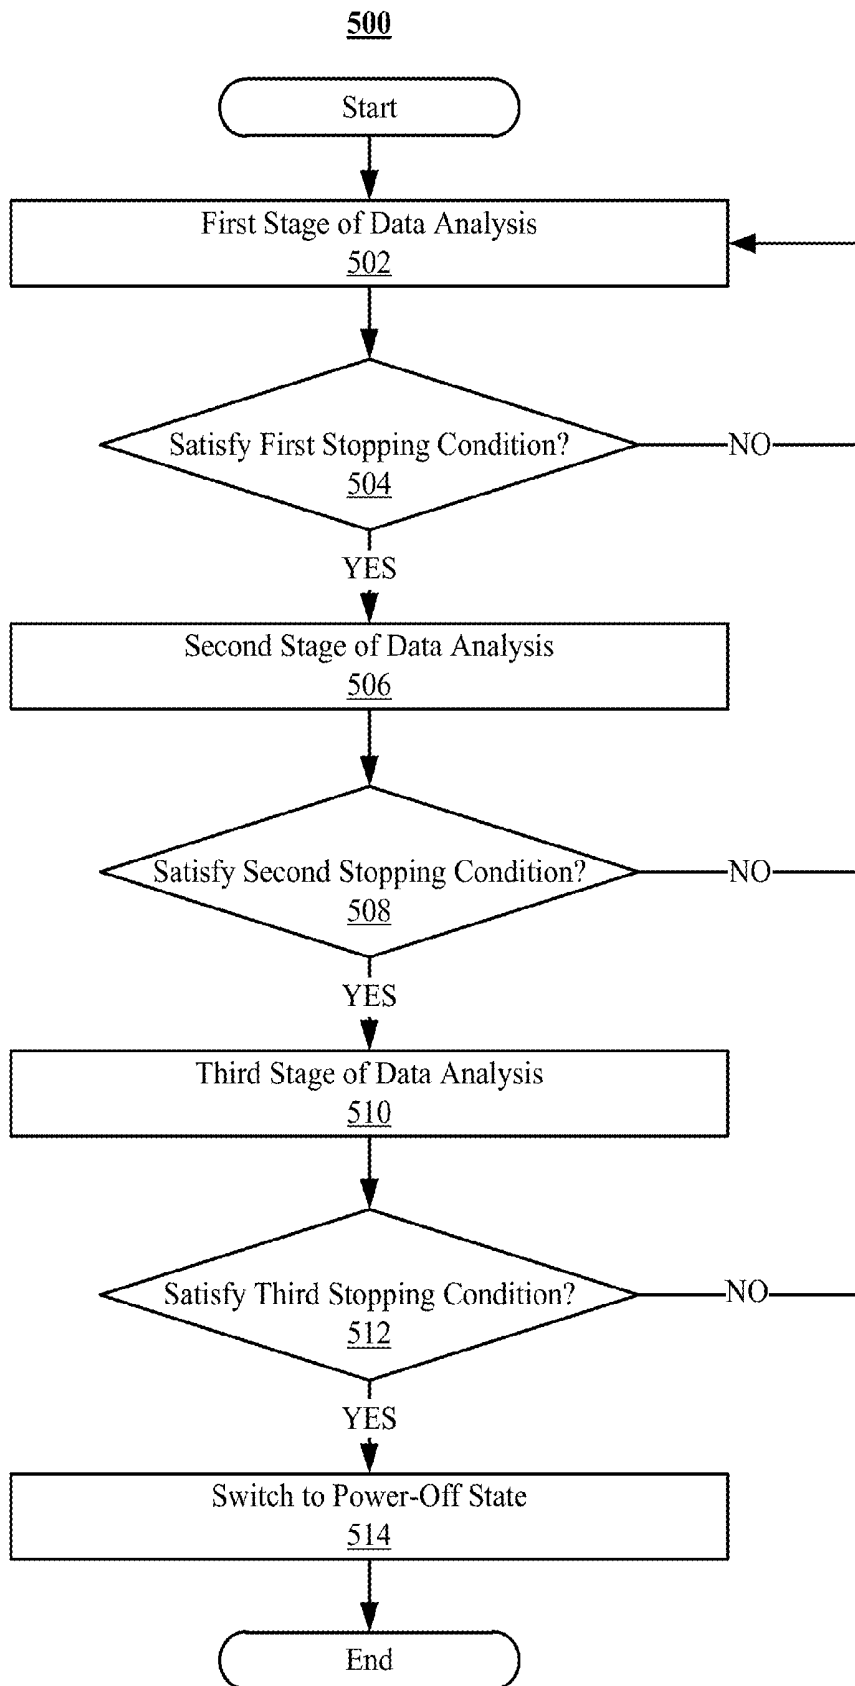 500
Start
First Stage of Data Analysis
502
Satisfy First Stopping Condition?
504
NO
YES
Second Stage of Data Analysis
506
Satisfy Second Stopping Condition?
508
NO
YES
Third Stage of Data Analysis
510
Satisfy Third Stopping Condition?
512
NO
YES
Switch to Power-Off State
514
End